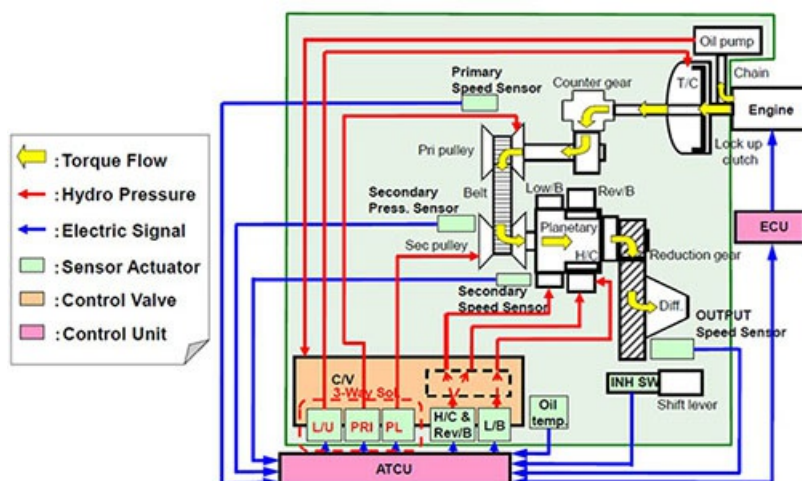 Oil pump
Chain
T/C
Counter gear
Engine
Lock up
clutch
Primary
Speed Sensor
Pri pulley
Belt
Low/B
Rev/B
Secondary
Press. Sensor
Planetary
H/C
Sec pulley
Reduction gear
ECU
Secondary
Speed Sensor
Diff.
OUTPUT
Speed Sensor
: Torque Flow
: Hydro Pressure
: Electric Signal
: Sensor Actuator
: Control Valve
: Control Unit
C/V
3-Way Sol.
L/U
PRI
PL
H/C &
Rev/B
L/B
Oil
temp.
INH SW
Shift lever
ATCU